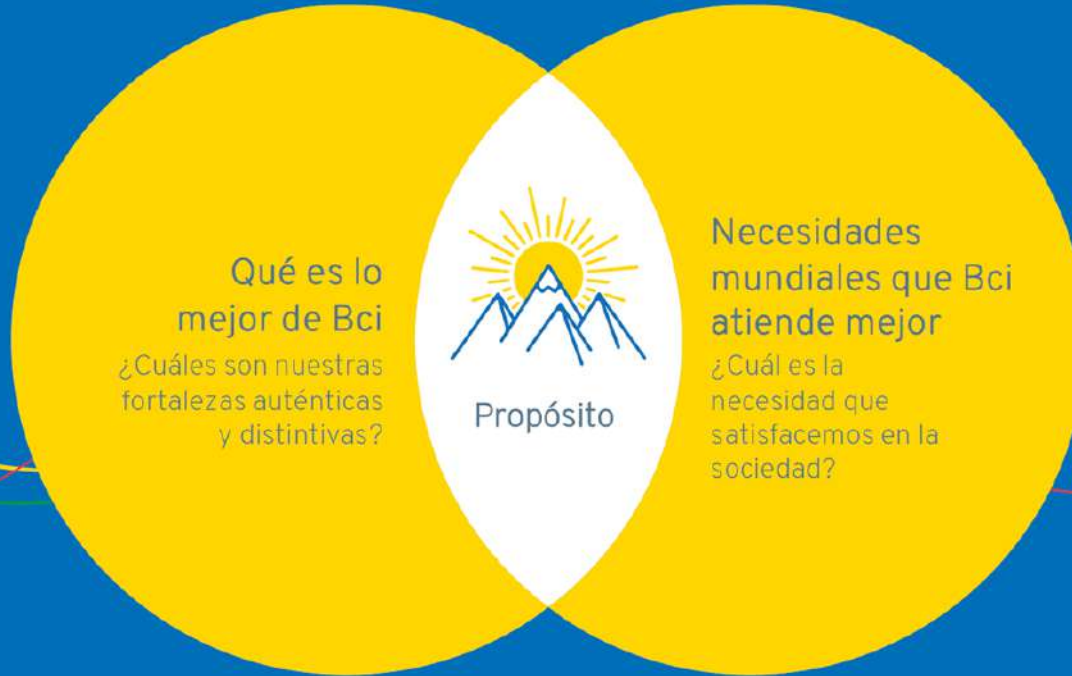 Qué es lo
mejor de Bci
¿Cuáles son nuestras
fortalezas auténticas
y distintivas?
Propósito
Necesidades
mundiales que Bci
atiende mejor
¿Cuál es la
necesidad que
satisfacemos en la
sociedad?